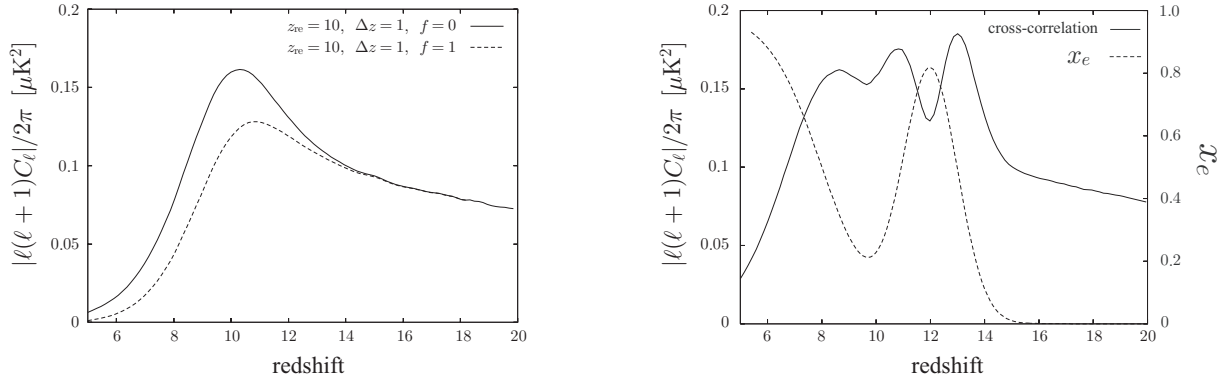 0.2
0.15
0.1
0.05
0
|ℓ(ℓ + 1)Cℓ|/2π [μK²]
z_re = 10, Δz = 1, f = 0
z_re = 10, Δz = 1, f = 1
6 8 10 12 14 16 18 20
redshift
0.2
0.15
0.1
0.05
0
|ℓ(ℓ + 1)Cℓ|/2π [μK²]
cross-correlation
x_e
1.0
0.8
0.6
0.4
0.2
0
x_e
6 8 10 12 14 16 18 20
redshift